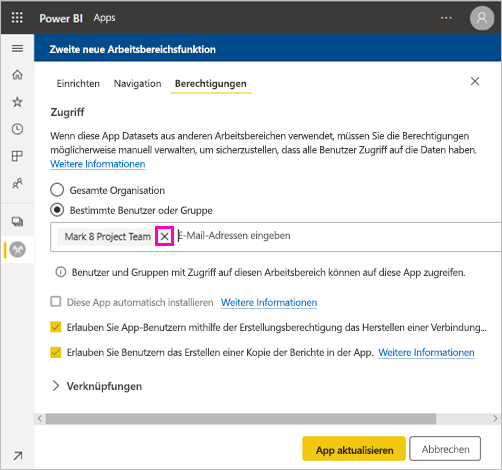 Power BI Apps ...
Zweite neue Arbeitsbereichsfunktion
Einrichten Navigation Berechtigungen
Zugriff
Wenn diese App Datasets aus anderen Arbeitsbereichen verwendet, müssen Sie die Berechtigungen
möglicherweise manuell verwalten, um sicherzustellen, dass alle Benutzer Zugriff auf die Daten haben.
Weitere Informationen
Gesamte Organisation
Bestimmte Benutzer oder Gruppe
Mark 8 Project Team E-Mail-Adressen eingeben
Benutzer und Gruppen mit Zugriff auf diesen Arbeitsbereich können auf diese App zugreifen.
Diese App automatisch installieren Weitere Informationen
Erlauben Sie App-Benutzern mithilfe der Erstellungsberechtigung das Herstellen einer Verbindung...
Erlauben Sie Benutzern das Erstellen einer Kopie der Berichte in der App. Weitere Informationen
Verknüpfungen
App aktualisieren Abbrechen